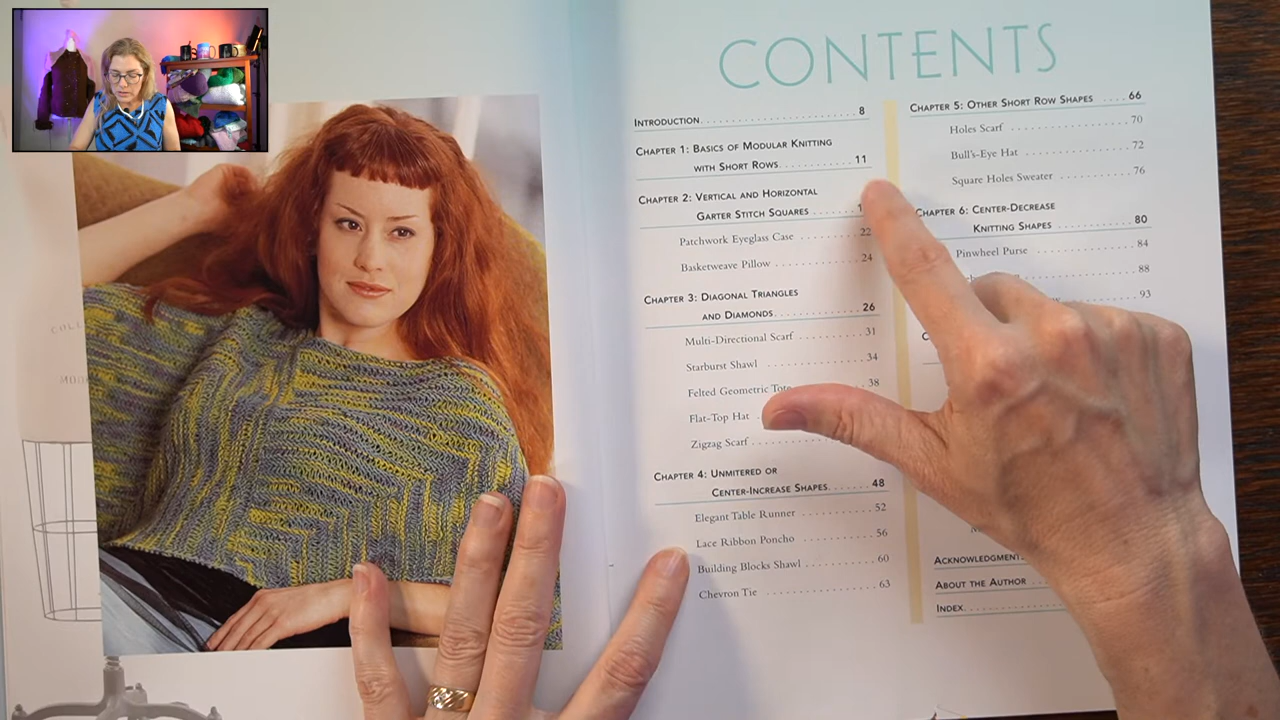 CONTENTS
INTRODUCTION 8
CHAPTER 1: BASICS OF MODULAR KNITTING
WITH SHORT ROWS 11
CHAPTER 2: VERTICAL AND HORIZONTAL
GARTER STITCH SQUARES
Patchwork Eyeglass Case 22
Basketweave Pillow 24
CHAPTER 3: DIAGONAL TRIANGLES
AND DIAMONDS 26
Multi-Directional Scarf 31
Starburst Shawl 34
Felted Geometric Tote 38
Flat-Top Hat
Zigzag Scarf
CHAPTER 4: UNMITERED OR
CENTER-INCREASE SHAPES 48
Elegant Table Runner 52
Lace Ribbon Poncho 56
Building Blocks Shawl 60
Chevron Tie 63
CHAPTER 5: OTHER SHORT ROW SHAPES 66
Holes Scarf 70
Bull's-Eye Hat 72
Square Holes Sweater 76
CHAPTER 6: CENTER-DECREASE
KNITTING SHAPES 80
Pinwheel Purse 84
88
93
ACKNOWLEDGMENT
ABOUT THE AUTHOR
INDEX